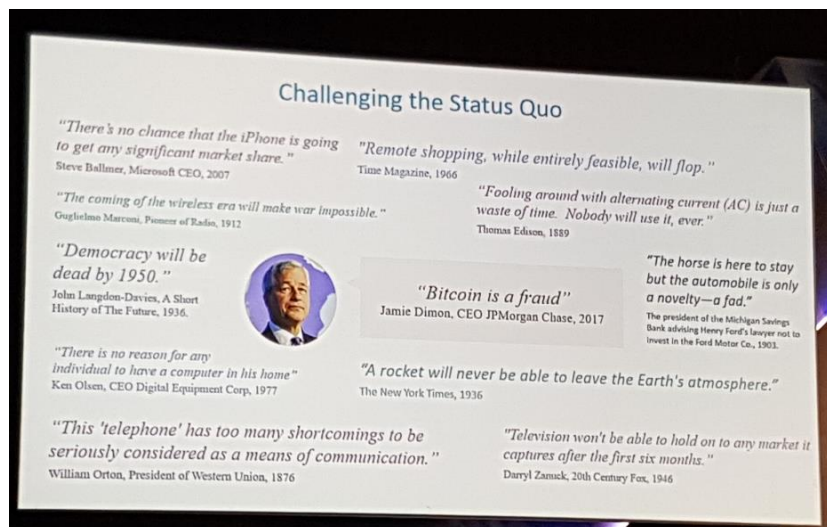 Challenging the Status Quo
“There's no chance that the iPhone is going
to get any significant market share.”
Steve Ballmer, Microsoft CEO, 2007
"Remote shopping, while entirely feasible, will flop."
Time Magazine, 1966
"The coming of the wireless era will make war impossible."
Guglielmo Marconi, Pioneer of Radio, 1912
"Fooling around with alternating current (AC) is just a
waste of time. Nobody will use it, ever."
Thomas Edison, 1889
“Democracy will be
dead by 1950.”
John Langdon-Davies, A Short
History of The Future, 1936.
“Bitcoin is a fraud”
Jamie Dimon, CEO JPMorgan Chase, 2017
"The horse is here to stay
but the automobile is only
a novelty—a fad."
The president of the Michigan Savings
Bank advising Henry Ford's lawyer not to
invest in the Ford Motor Co., 1903.
"There is no reason for any
individual to have a computer in his home"
Ken Olsen, CEO Digital Equipment Corp, 1977
“A rocket will never be able to leave the Earth's atmosphere.”
The New York Times, 1936
“This 'telephone' has too many shortcomings to be
seriously considered as a means of communication.”
William Orton, President of Western Union, 1876
"Television won't be able to hold on to any market it
captures after the first six months."
Darryl Zanuck, 20th Century Fox, 1946